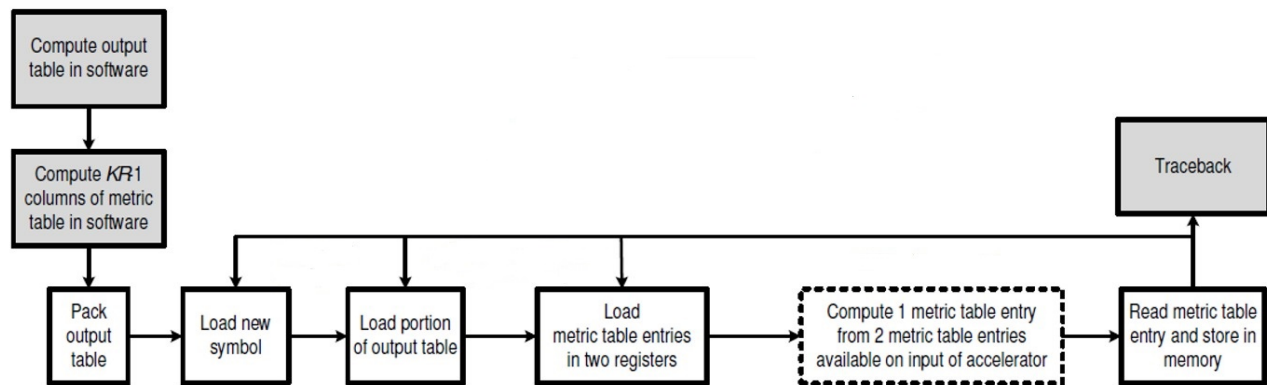 Compute output
table in software
Compute KR-1
columns of metric
table in software
Traceback
Pack
output
table
Load new
symbol
Load portion
of output table
Load
metric table entries
in two registers
Compute 1 metric table entry
from 2 metric table entries
available on input of accelerator
Read metric table
entry and store in
memory